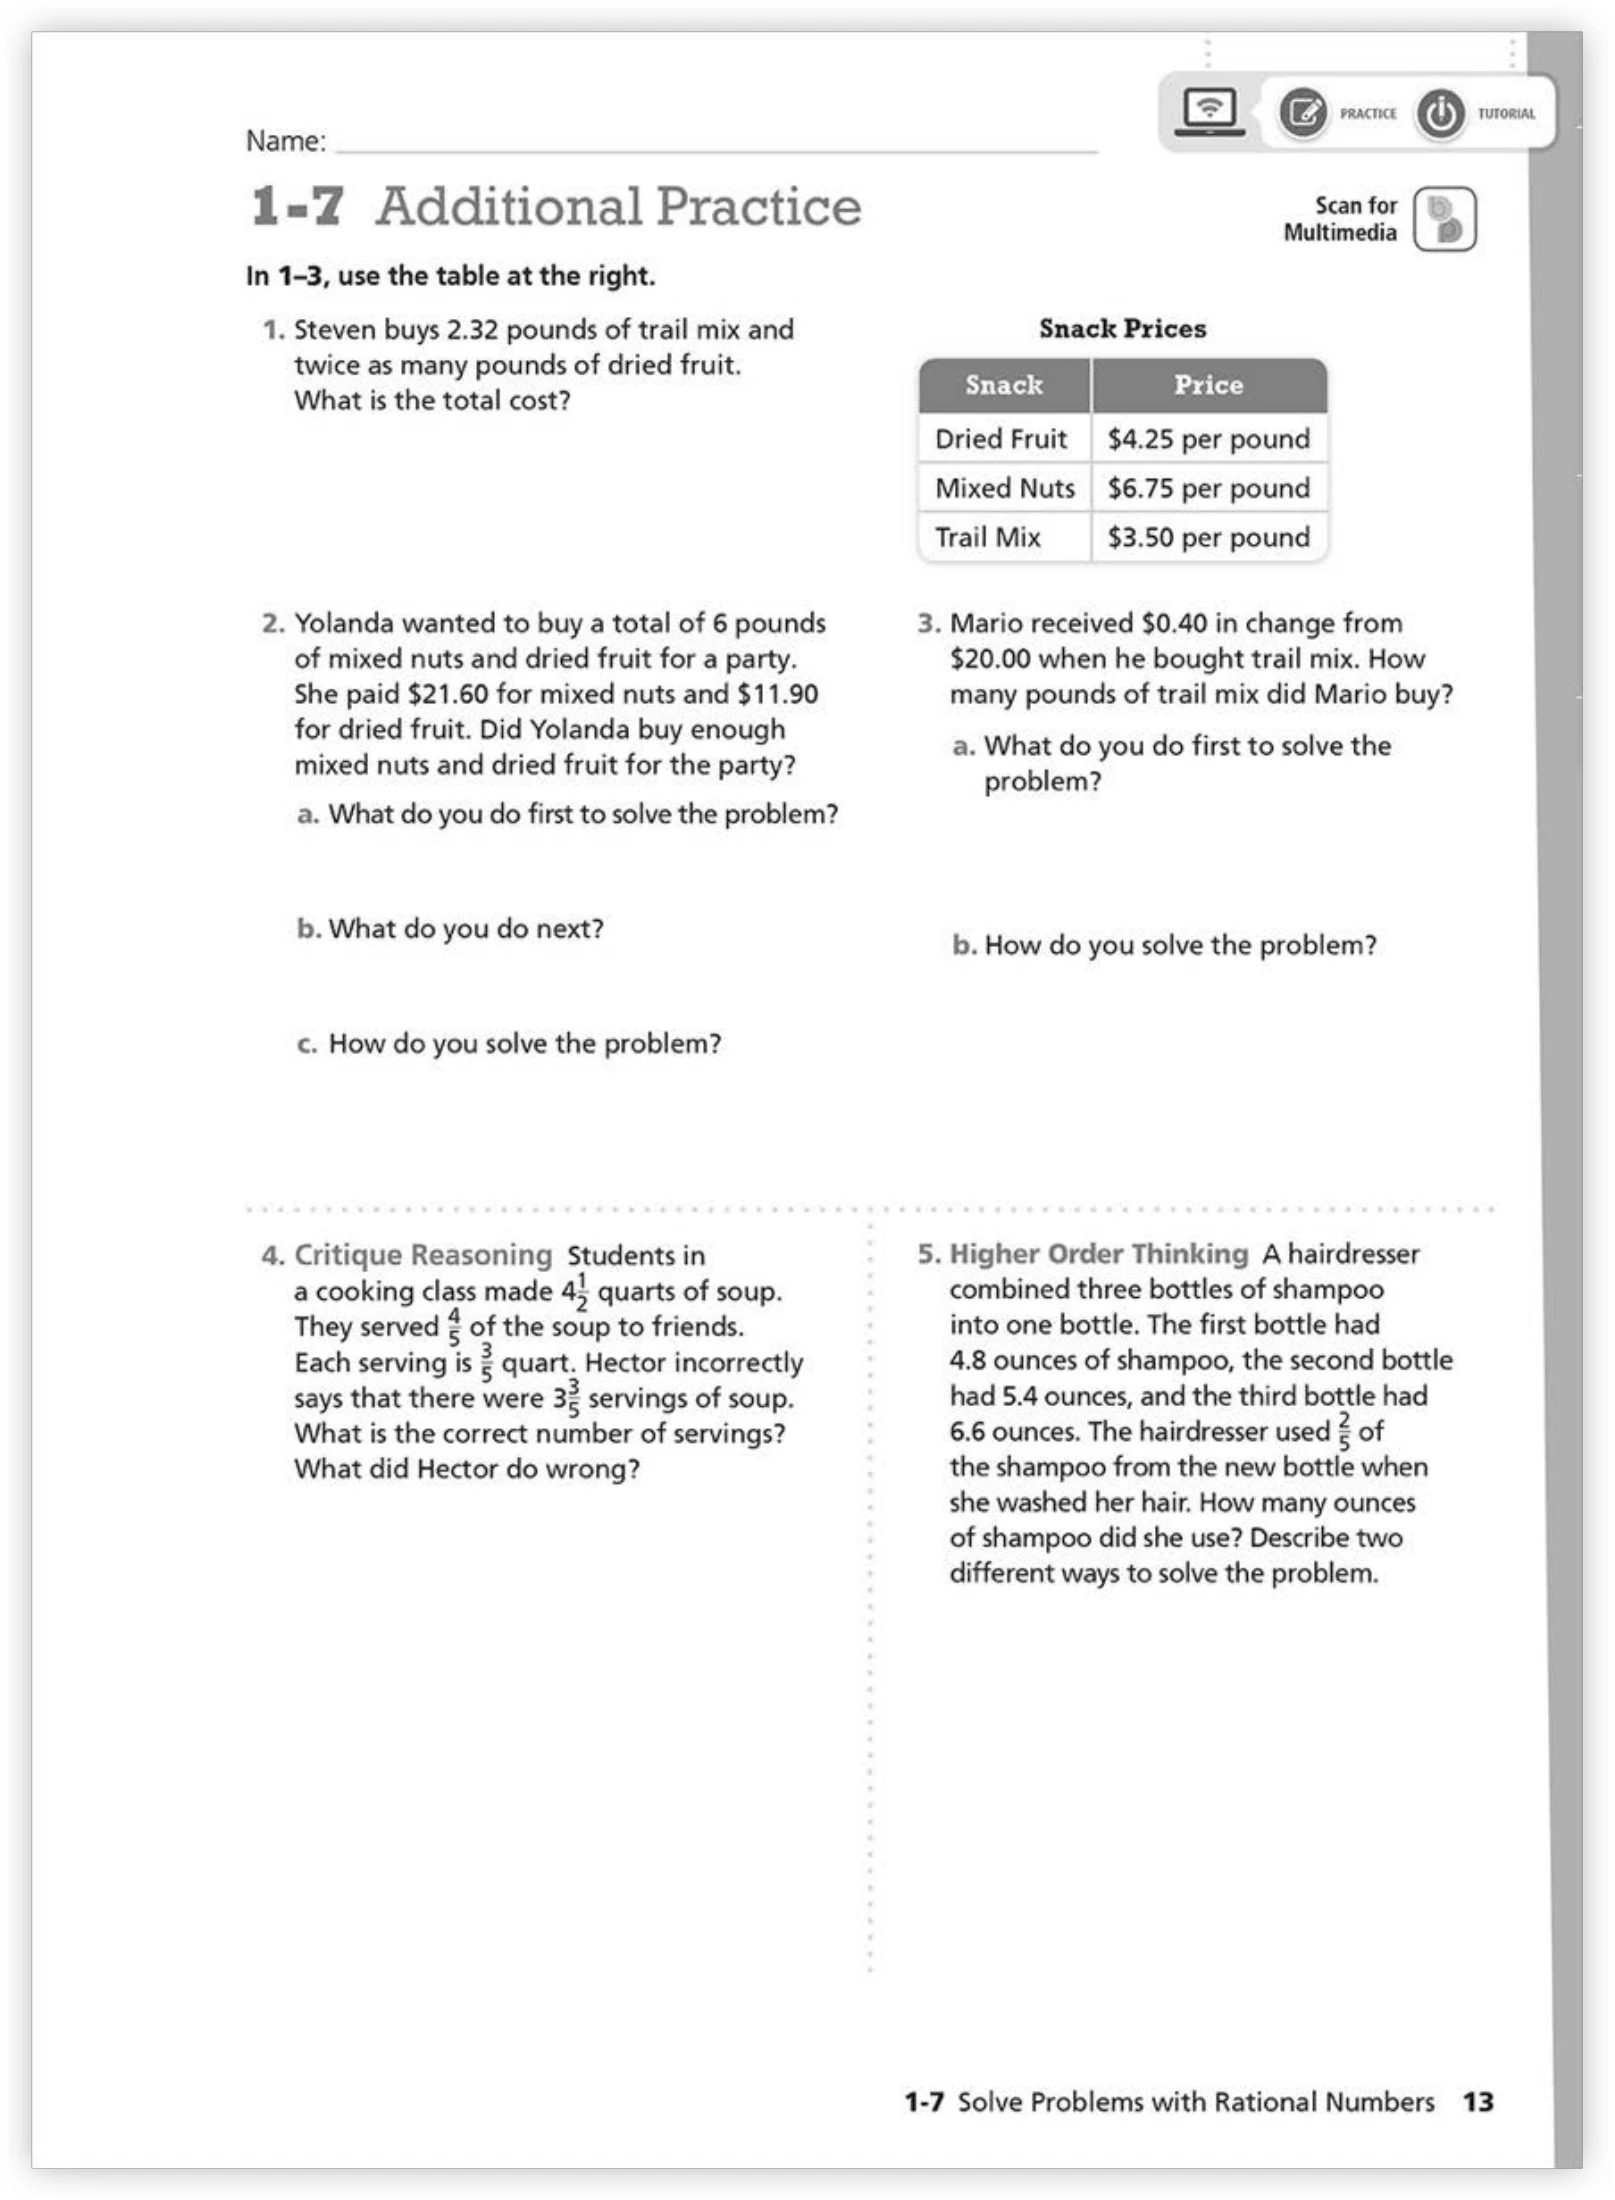 PRACTICE
TUTORIAL
Name:
1-7 Additional Practice
Scan for
Multimedia
In 1–3, use the table at the right.
1. Steven buys 2.32 pounds of trail mix and
twice as many pounds of dried fruit.
What is the total cost?
Snack Prices
Snack Price
Dried Fruit $4.25 per pound
Mixed Nuts $6.75 per pound
Trail Mix $3.50 per pound
2. Yolanda wanted to buy a total of 6 pounds
of mixed nuts and dried fruit for a party.
She paid $21.60 for mixed nuts and $11.90
for dried fruit. Did Yolanda buy enough
mixed nuts and dried fruit for the party?
a. What do you do first to solve the problem?
b. What do you do next?
c. How do you solve the problem?
3. Mario received $0.40 in change from
$20.00 when he bought trail mix. How
many pounds of trail mix did Mario buy?
a. What do you do first to solve the
problem?
b. How do you solve the problem?
4. Critique Reasoning Students in
a cooking class made 4 1/2 quarts of soup.
They served 4/5 of the soup to friends.
Each serving is 3/5 quart. Hector incorrectly
says that there were 3 3/5 servings of soup.
What is the correct number of servings?
What did Hector do wrong?
5. Higher Order Thinking A hairdresser
combined three bottles of shampoo
into one bottle. The first bottle had
4.8 ounces of shampoo, the second bottle
had 5.4 ounces, and the third bottle had
6.6 ounces. The hairdresser used 2/5 of
the shampoo from the new bottle when
she washed her hair. How many ounces
of shampoo did she use? Describe two
different ways to solve the problem.
1-7 Solve Problems with Rational Numbers 13